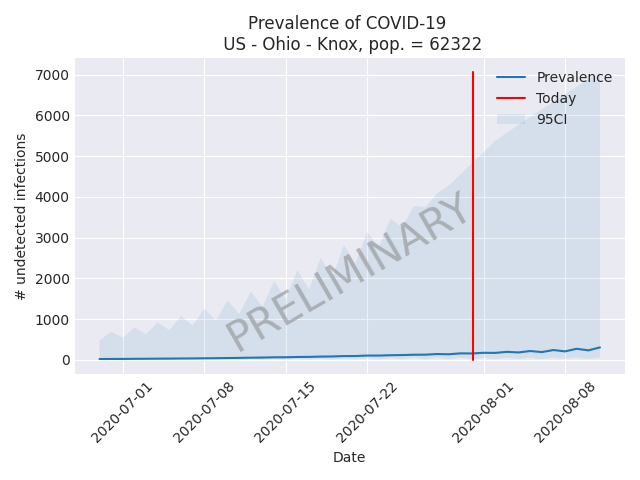 Prevalence of COVID-19
US - Ohio - Knox, pop. = 62322
7000
6000
5000
4000
3000
2000
1000
0
# undetected infections
Prevalence
Today
95CI
PRELIMINARY
2020-07-01
2020-07-08
2020-07-15
2020-07-22
2020-08-01
2020-08-08
Date